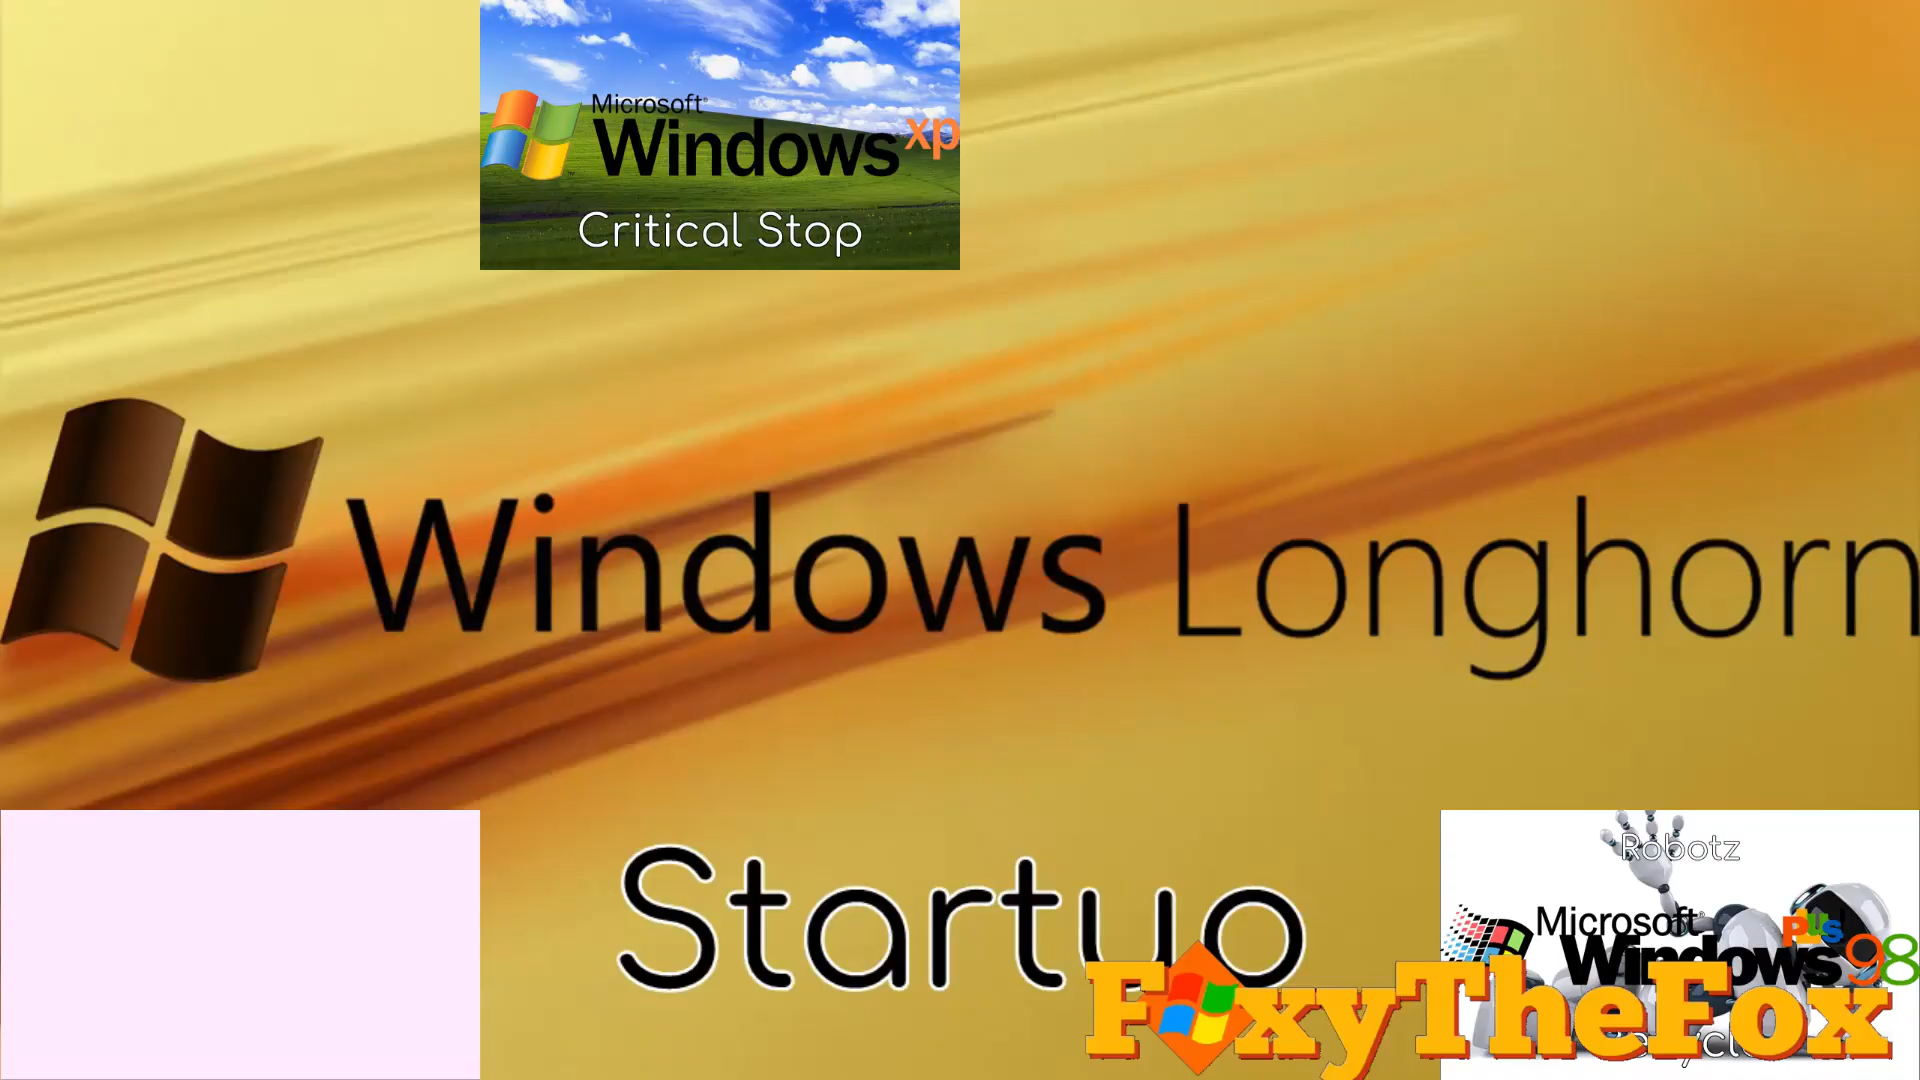 Microsoft®
Windows xp
Critical Stop
Windows Longhorn
Startup
Robotz
Microsoft®
Plus
Windows 98
FoxyTheFox